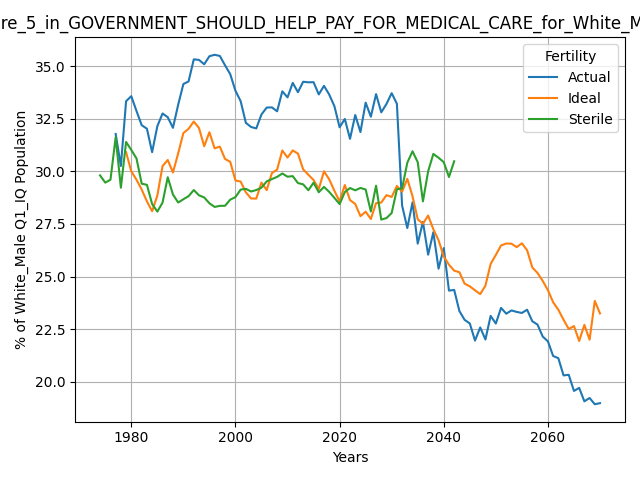 re_5_in_GOVERNMENT_SHOULD_HELP_PAY_FOR_MEDICAL_CARE_for_White_M
Fertility
Actual
Ideal
Sterile
% of White_Male Q1_IQ Population
35.0
32.5
30.0
27.5
25.0
22.5
20.0
1980
2000
2020
2040
2060
Years